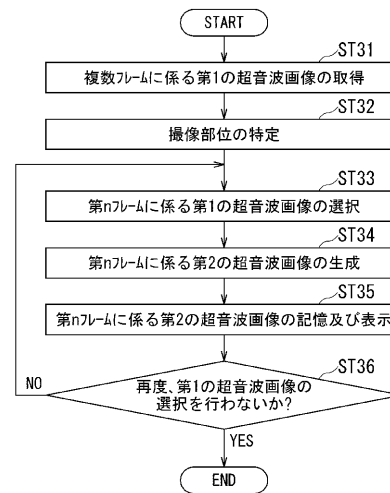 START
ST31
複数フレームに係る第1の超音波画像の取得
ST32
撮像部位の特定
ST33
第nフレームに係る第1の超音波画像の選択
ST34
第nフレームに係る第2の超音波画像の生成
ST35
第nフレームに係る第2の超音波画像の記憶及び表示
ST36
再度、第1の超音波画像の
選択を行わないか?
NO
YES
END